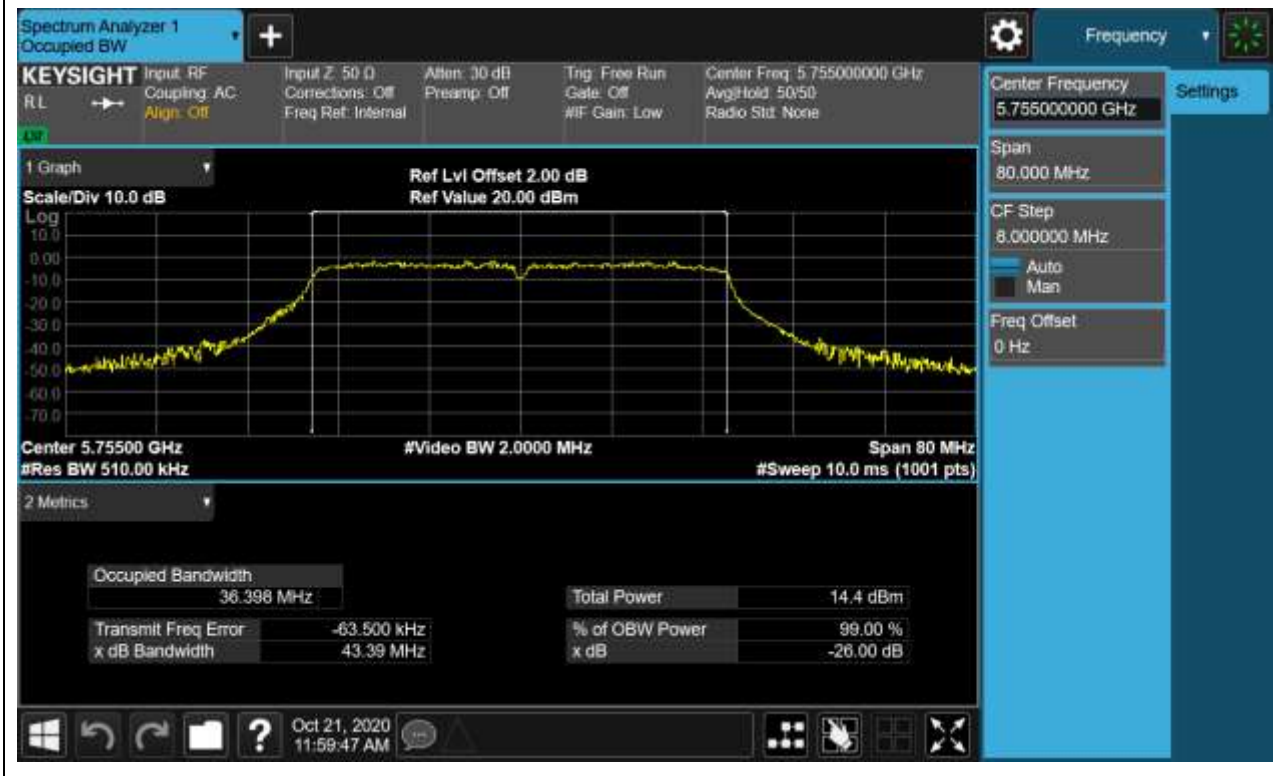 Spectrum Analyzer 1
Occupied BW
+
Frequency
KEYSIGHT
RL
Input: RF
Coupling: AC
Align: Off
Input Z: 50 Ω
Corrections: Off
Freq Ref: Internal
Atten: 30 dB
Preamp: Off
Trig: Free Run
Gate: Off
#IF Gain: Low
Center Freq: 5.755000000 GHz
Avg|Hold: 50/50
Radio Std: None
Center Frequency
5.755000000 GHz
Settings
Span
80.000 MHz
CF Step
8.000000 MHz
Auto
Man
Freq Offset
0 Hz
1 Graph
Scale/Div 10.0 dB
Ref Lvl Offset 2.00 dB
Ref Value 20.00 dBm
Log
10.0
0.00
-10.0
-20.0
-30.0
-40.0
-50.0
-60.0
-70.0
Center 5.75500 GHz
#Video BW 2.0000 MHz
Span 80 MHz
#Res BW 510.00 kHz
#Sweep 10.0 ms (1001 pts)
2 Metrics
Occupied Bandwidth
36.398 MHz
Total Power 14.4 dBm
Transmit Freq Error -63.500 kHz
% of OBW Power 99.00 %
x dB Bandwidth 43.39 MHz
x dB -26.00 dB
?
Oct 21, 2020
11:59:47 AM